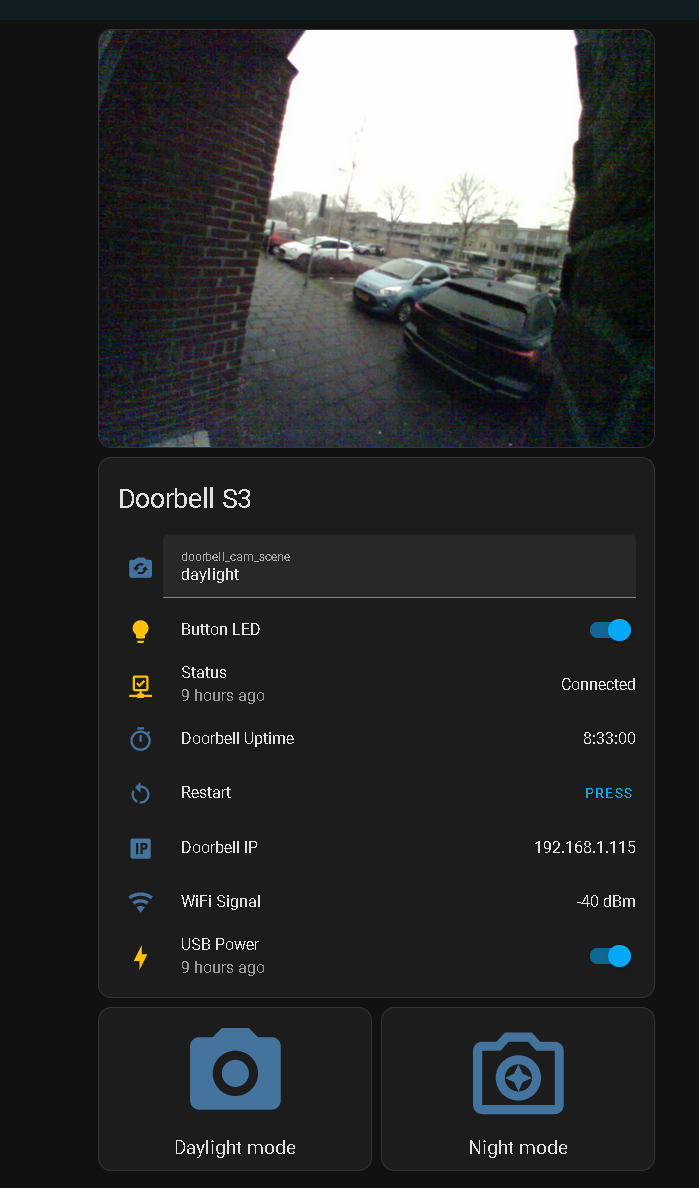 Doorbell S3
doorbell_cam_scene
daylight
Button LED
Status
9 hours ago
Connected
Doorbell Uptime
8:33:00
Restart
PRESS
IP
Doorbell IP
192.168.1.115
WiFi Signal
-40 dBm
USB Power
9 hours ago
Daylight mode
Night mode